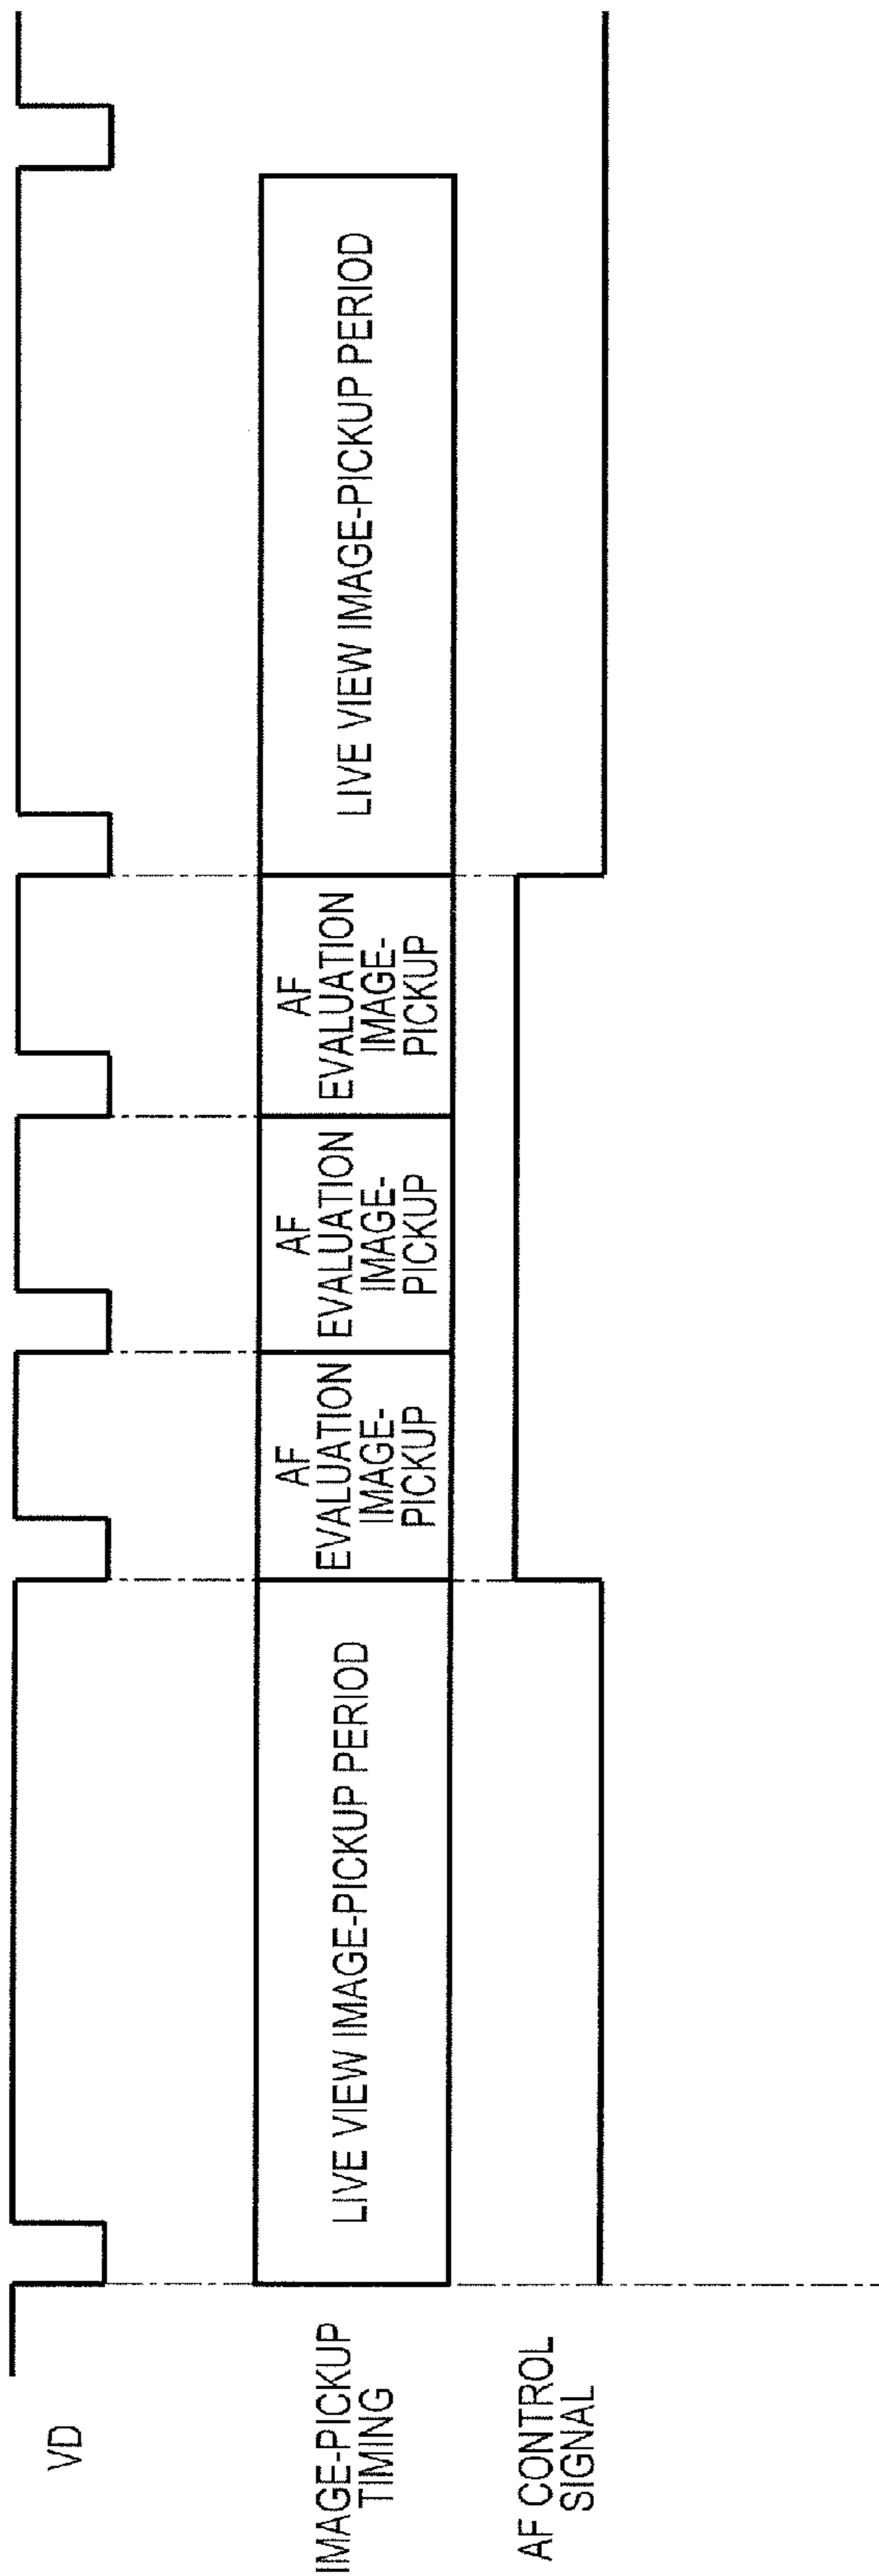 VD
IMAGE-PICKUP
TIMING
LIVE VIEW IMAGE-PICKUP PERIOD
AF
EVALUATION
IMAGE-
PICKUP
AF
EVALUATION
IMAGE-
PICKUP
AF
EVALUATION
IMAGE-
PICKUP
LIVE VIEW IMAGE-PICKUP PERIOD
AF CONTROL
SIGNAL